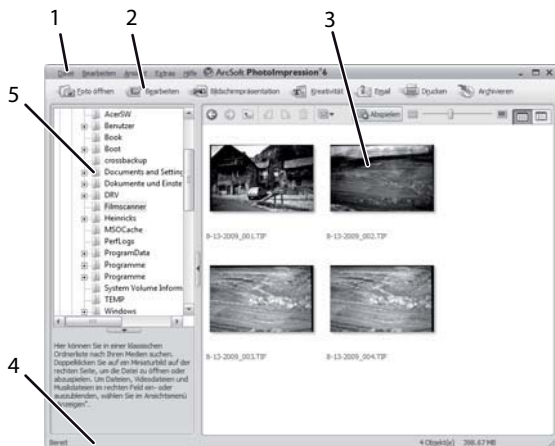 1
2
3
5
4
Datei Bearbeiten Ansicht Extras Hilfe ArcSoft PhotoImpression 6
Foto öffnen Bearbeiten Bildschirmpräsentation Kreativität Email Drucken Archivieren
Abspielen
AcerSW
Benutzer
Book
Boot
crossbackup
Documents and Setting
Dokumente und Einste
DRV
Filmscanner
Heinricks
MSOCache
PerfLogs
ProgramData
Programme
Programme
System Volume Inform
TEMP
Windows
8-13-2009_001.TIF
8-13-2009_002.TIF
8-13-2009_003.TIF
8-13-2009_004.TIF
Hier können Sie in einer klassischen
Ordnerliste nach Ihren Medien suchen.
Doppelklicken Sie auf ein Miniaturbild auf der
rechten Seite, um die Datei zu öffnen oder
abzuspielen. Um Dateien, Videodateien und
Musikdateien im rechten Feld ein- oder
auszublenden, wählen Sie im Ansichtsmenü
"Anzeigen".
Bereit
4 Objekt(e) 398.67 MB